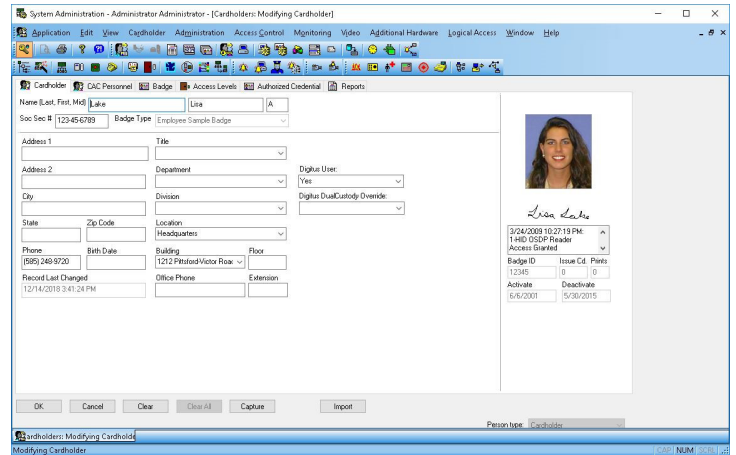 System Administration - Administrator Administrator - [Cardholders: Modifying Cardholder]
Application Edit View Cardholder Administration Access Control Monitoring Video Additional Hardware Logical Access Window Help
Cardholder CAC Personnel Badge Access Levels Authorized Credential Reports
Name (Last, First, Mid) Lake Lisa A
Soc Sec # 123-45-6789 Badge Type Employee Sample Badge
Address 1 Title
Address 2 Department Digitus User:
Yes
City Division Digitus DualCustody Override:
State Zip Code Location
Headquarters
Phone Birth Date Building Floor
(585) 248-9720 1212 Pittsford-Victor Road
Record Last Changed Office Phone Extension
12/14/2018 3:41:24 PM
Lisa Lake
3/24/2009 10:27:19 PM:
1-HID OSDP
Reader
Access Granted
Badge ID Issue Cd. Prints
12345 0 0
Activate Deactivate
6/6/2001 5/30/2015
OK Cancel Clear Clear All Capture Import
Person type: Cardholder
Cardholders: Modifying Cardholde
Modifying Cardholder CAP NUM SCRL